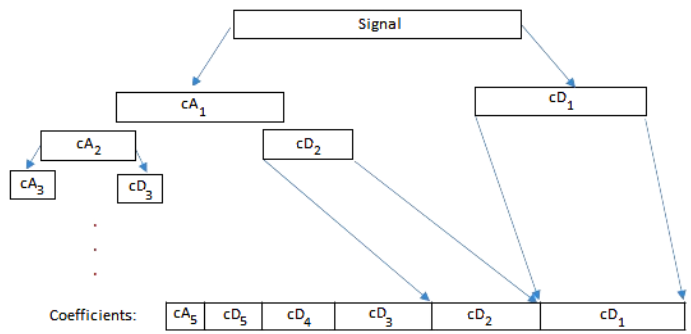 Signal
cA1 cD1
cA2 cD2
cA3 cD3
Coefficients: cA5 cD5 cD4 cD3 cD2 cD1